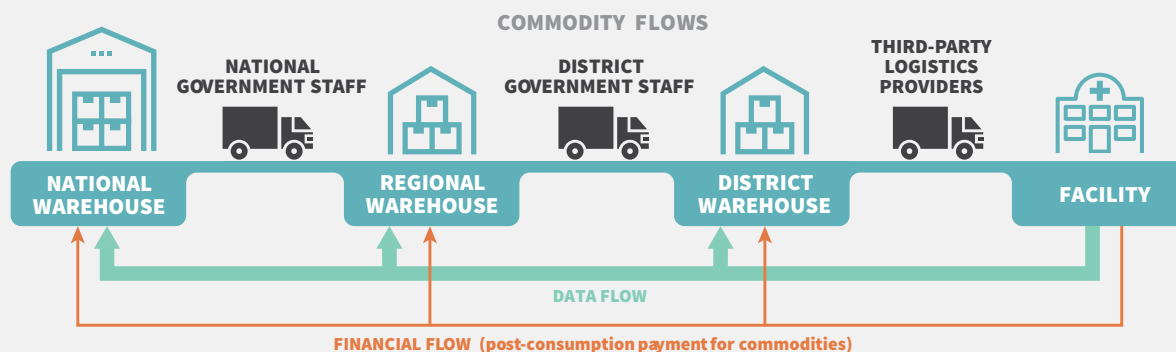 COMMODITY FLOWS
NATIONAL
GOVERNMENT STAFF
DISTRICT
GOVERNMENT STAFF
THIRD-PARTY
LOGISTICS
PROVIDERS
NATIONAL
WAREHOUSE
REGIONAL
WAREHOUSE
DISTRICT
WAREHOUSE
FACILITY
DATA FLOW
FINANCIAL FLOW (post-consumption payment for commodities)